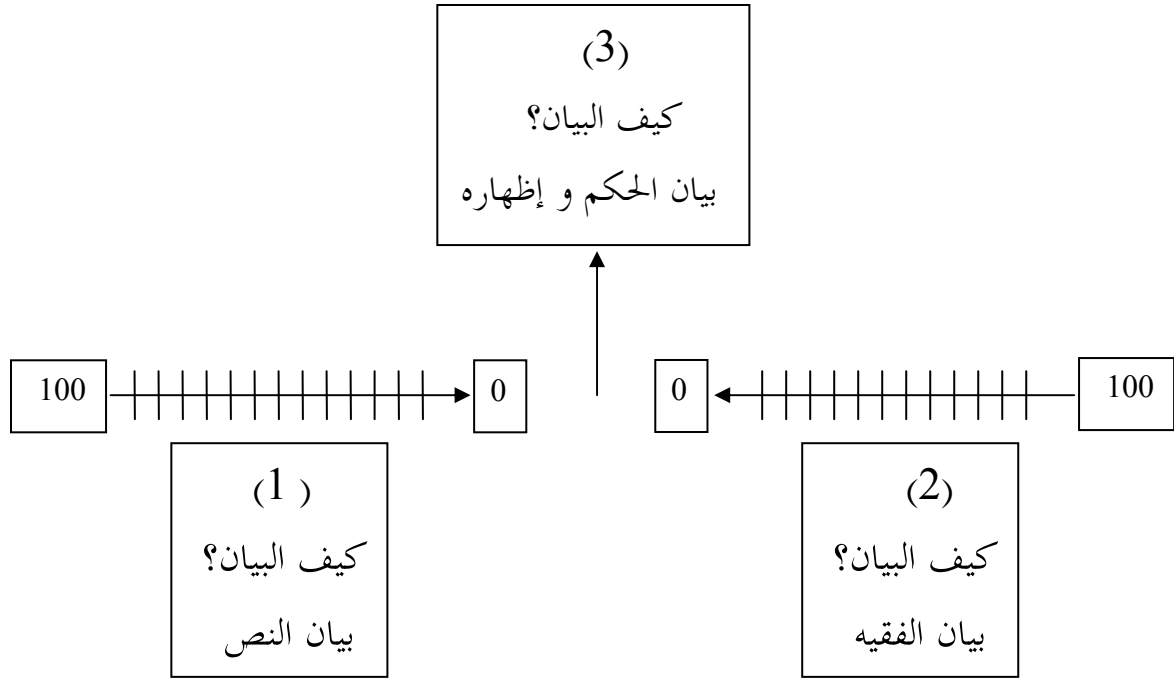 (3)
كيف البيان؟
بيان الحكم و إظهاره
100
0
0
100
(1 )
كيف البيان؟
بيان النص
(2)
كيف البيان؟
بيان الفقيه